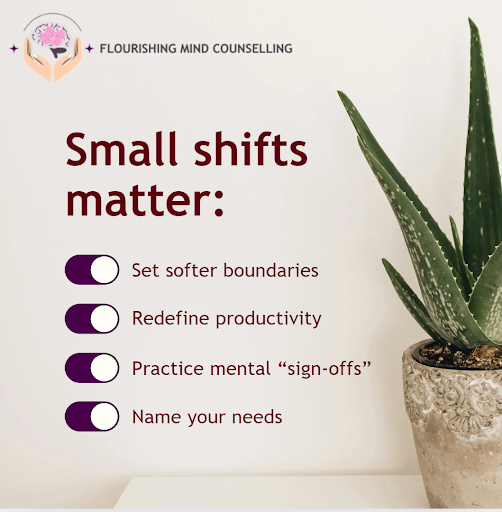 FLOURISHING MIND COUNSELLING
Small shifts
matter:
Set softer boundaries
Redefine productivity
Practice mental “sign-offs”
Name your needs